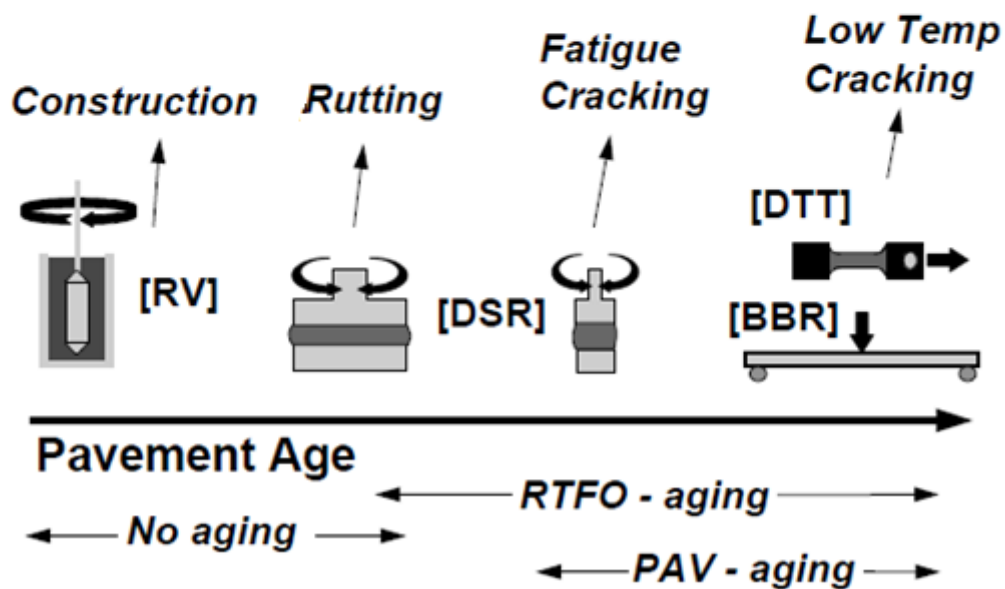 Construction
Rutting
Fatigue
Cracking
Low Temp
Cracking
[RV]
[DSR]
[DTT]
[BBR]
Pavement Age
RTFO - aging
No aging
PAV - aging